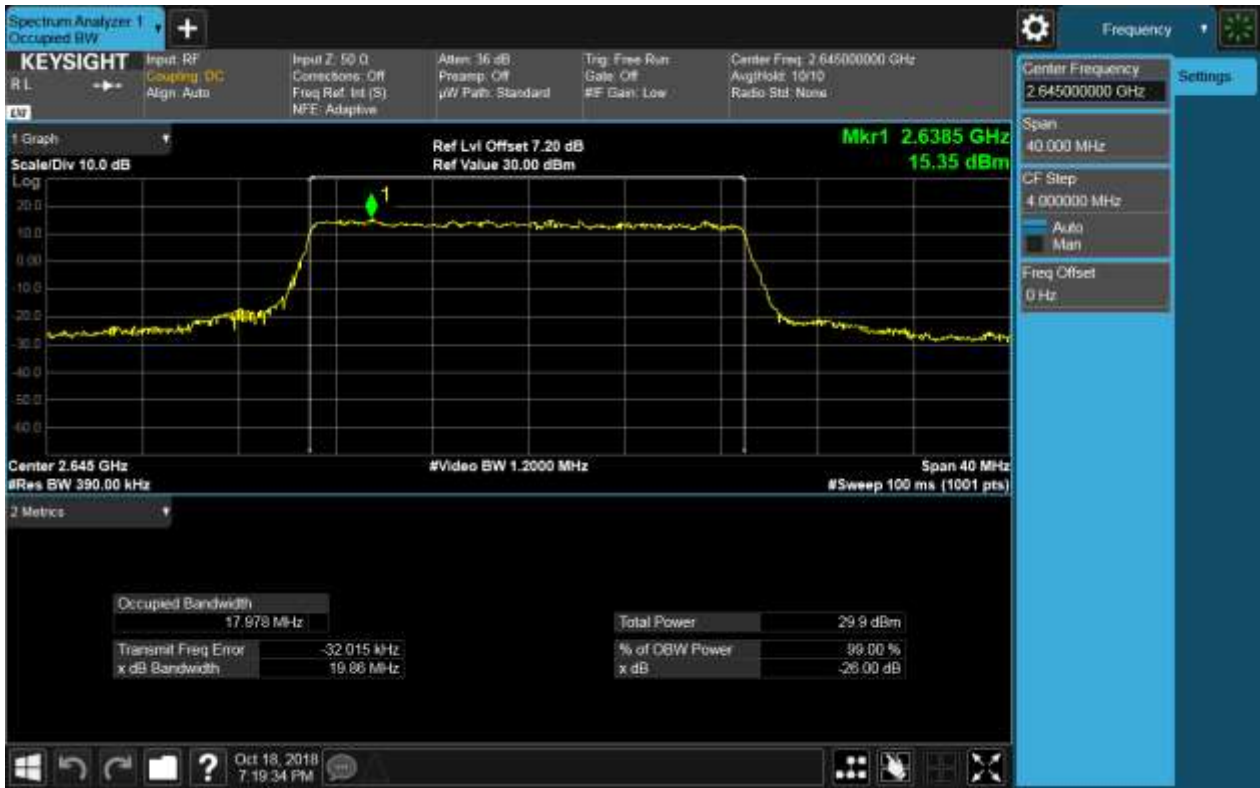 Spectrum Analyzer 1
Occupied BW
+
Frequency
KEYSIGHT
R L
Input: RF
Coupling: DC
Align: Auto
Input Z: 50 Ω
Corrections: Off
Freq Ref: Int (S)
NFE: Adaptive
Atten: 36 dB
Preamp: Off
µW Path: Standard
Trig: Free Run
Gate: Off
#IF Gain: Low
Center Freq: 2.645000000 GHz
Avg|Hold: 10/10
Radio Std: None
Center Frequency
2.645000000 GHz
Settings
Span
40.000 MHz
CF Step
4.000000 MHz
Auto
Man
Freq Offset
0 Hz
1 Graph
Scale/Div 10.0 dB
Ref Lvl Offset 7.20 dB
Ref Value 30.00 dBm
Mkr1 2.6385 GHz
15.35 dBm
Log
1
20.0
10.0
0.00
-10.0
-20.0
-30.0
-40.0
-50.0
-60.0
Center 2.645 GHz
#Video BW 1.2000 MHz
Span 40 MHz
#Res BW 390.00 kHz
#Sweep 100 ms (1001 pts)
2 Metrics
Occupied Bandwidth
17.978 MHz
Total Power 29.9 dBm
Transmit Freq Error -32.015 kHz
% of OBW Power 99.00 %
x dB Bandwidth 19.86 MHz
x dB -26.00 dB
?
Oct 18, 2018
7:19:34 PM